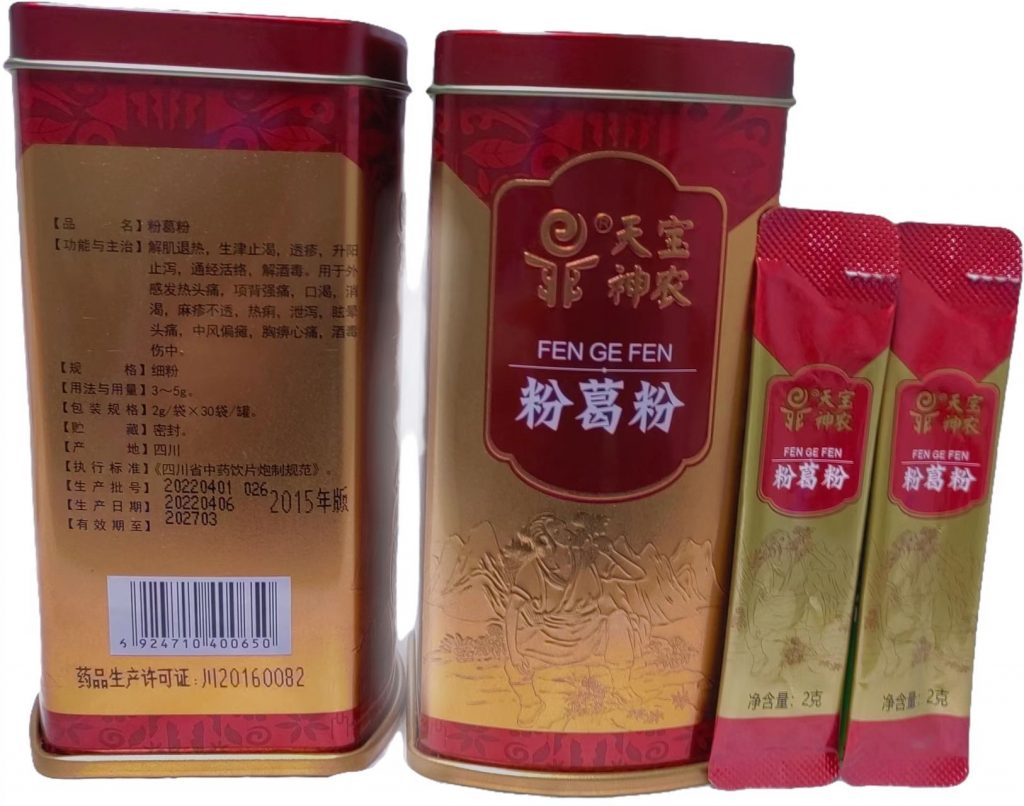 【品名】粉葛粉
【功能与主治】解肌退热，生津止渴，透疹，升阳
止泻，通经活络，解酒毒。用于外
感发热头痛，项背强痛，口渴，消
渴，麻疹不透，热痢，泄泻，眩晕
头痛，中风偏瘫，胸痹心痛，酒毒
伤中。
【规格】细粉
【用法与用量】3～5g。
【包装规格】2g/袋×30袋/罐。
【贮藏】密封。
【产地】四川
【执行标准】《四川省中药饮片炮制规范》。
2015年版
【生产批号】20220401 026
【生产日期】20220406
【有效期至】202703
6924710400650
药品生产许可证：川20160082
®天宝
神农
FEN GE FEN
粉葛粉
®天宝
神农
FEN GE FEN
粉葛粉
净含量：2克
®天宝
神农
FEN GE FEN
粉葛粉
净含量：2克